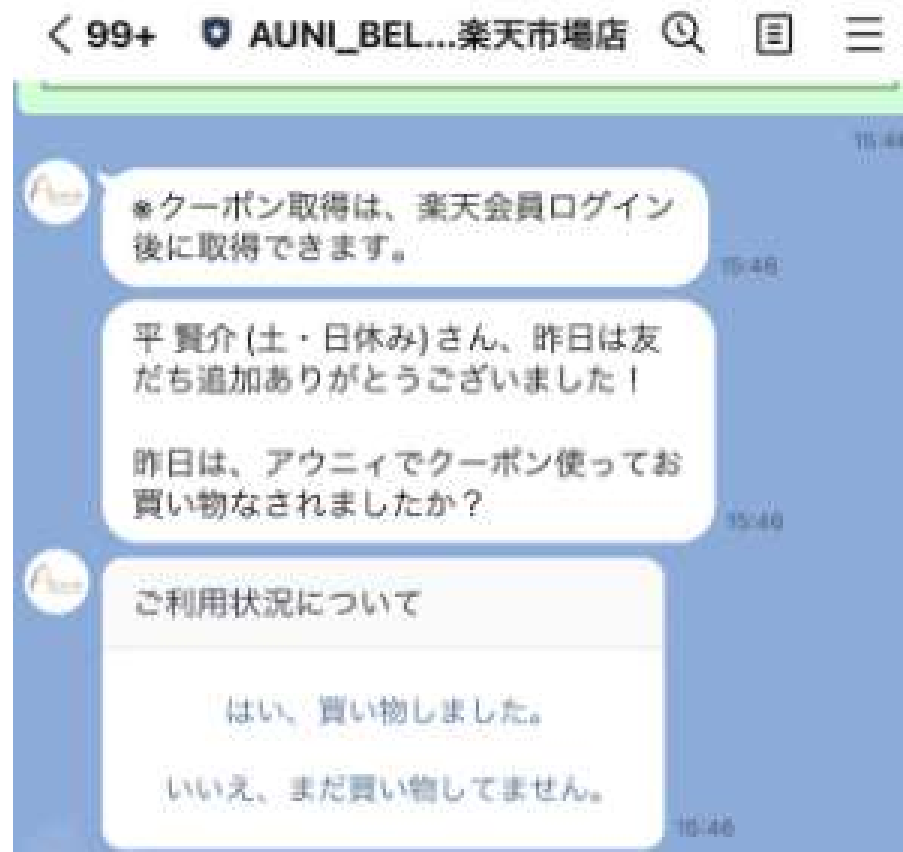 99+ AUNI_BEL...楽天市場店
※クーポン取得は、楽天会員ログイン
後に取得できます。
15:46
平 賢介 (土・日休み)さん、昨日は友
だち追加ありがとうございました！
昨日は、アウニィでクーポン使ってお
買い物なされましたか？
15:46
ご利用状況について
はい、買い物しました。
いいえ、まだ買い物してません。
15:46